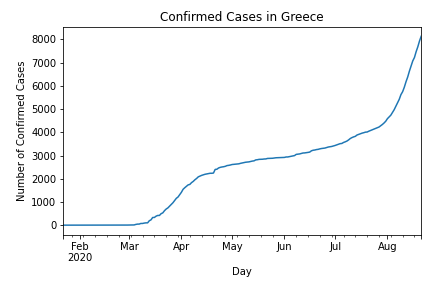 Confirmed Cases in Greece
Number of Confirmed Cases
8000
7000
6000
5000
4000
3000
2000
1000
0
Feb Mar Apr May Jun Jul Aug
2020
Day